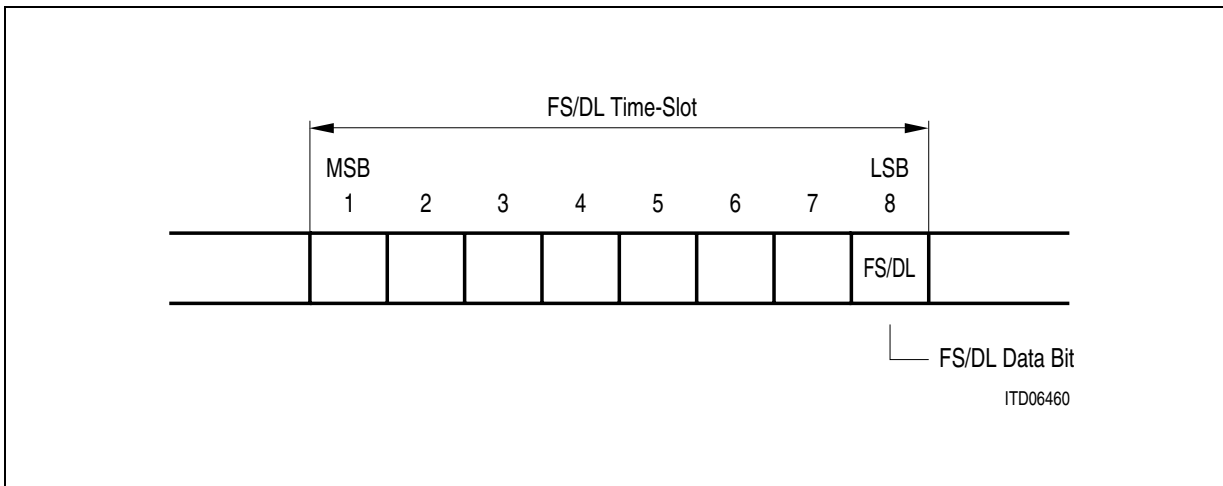 FS/DL Time-Slot
MSB LSB
1 2 3 4 5 6 7 8
FS/DL
FS/DL Data Bit
ITD06460